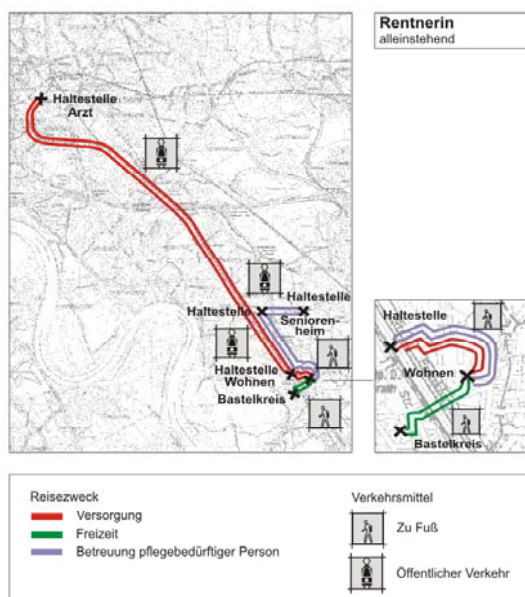 Rentnerin
alleinstehend
Haltestelle
Arzt
Haltestelle
Haltestelle
Senioren-
heim
Haltestelle
Wohnen
Bastelkreis
Haltestelle
Wohnen
Bastelkreis
Reisezweck
Versorgung
Freizeit
Betreuung pflegebedürftiger Person
Verkehrsmittel
Zu Fuß
Öffentlicher Verkehr